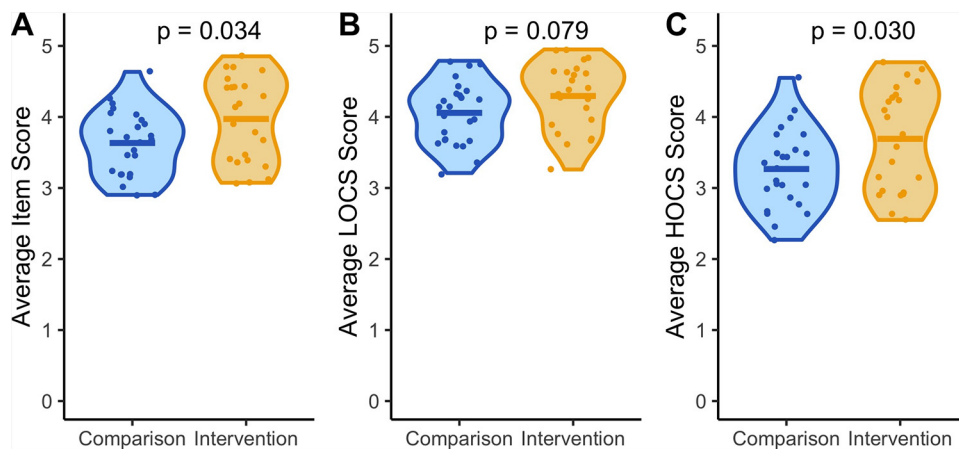 A
p = 0.034
Average Item Score
5
4
3
2
1
0
Comparison
Intervention
B
p = 0.079
Average LOCS Score
5
4
3
2
1
0
Comparison
Intervention
C
p = 0.030
Average HOCS Score
5
4
3
2
1
0
Comparison
Intervention